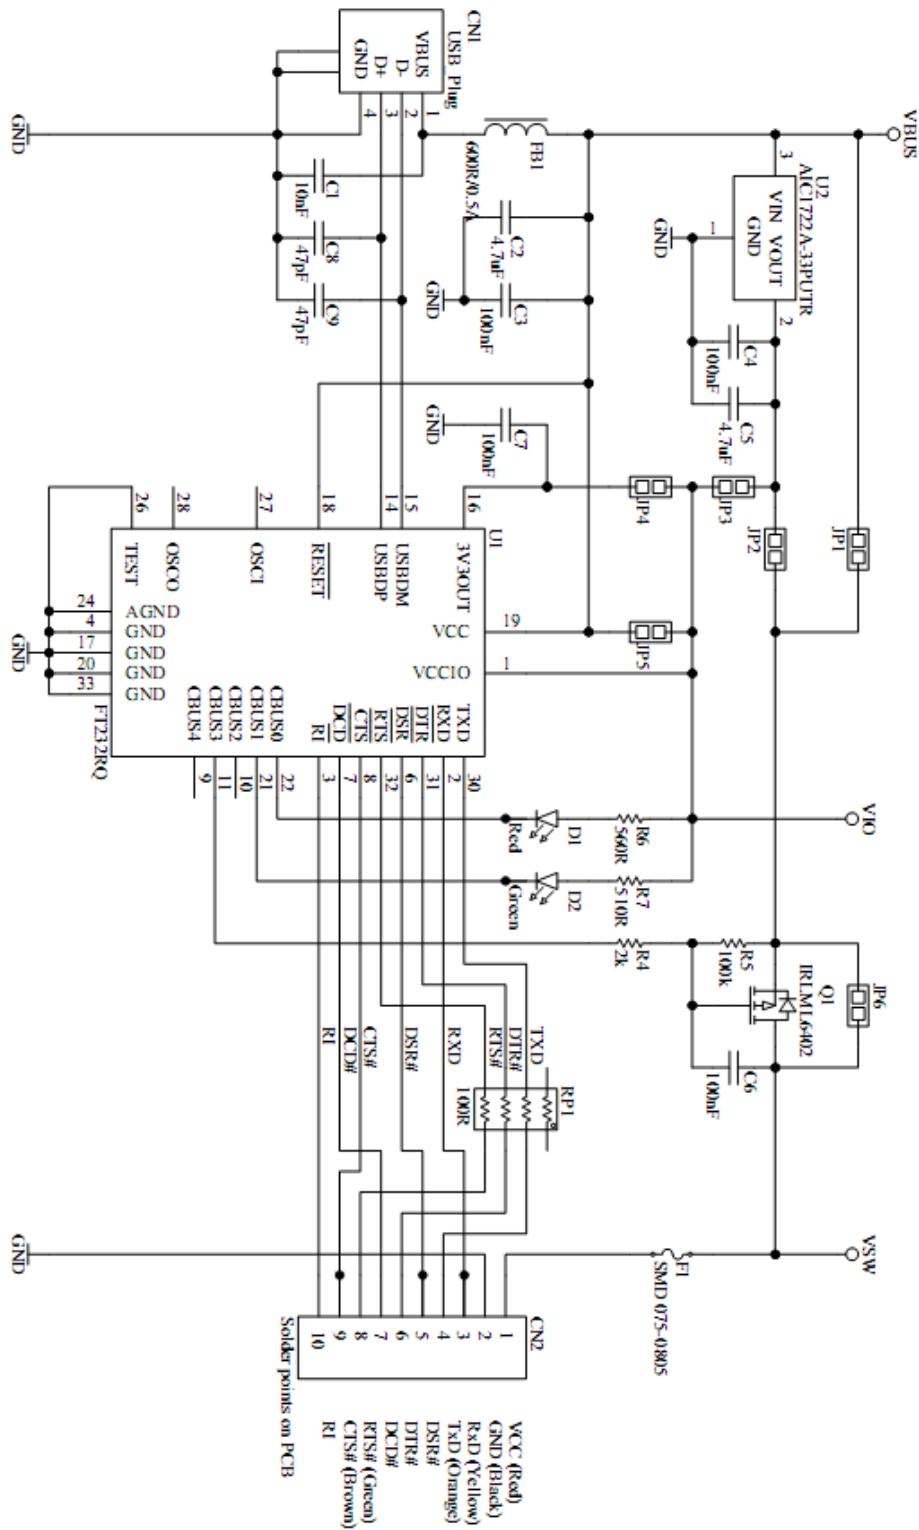 VBUS
U2
AIC1722A-33PUTR
VIN VOUT
GND
3
2
1
GND
C4
100nF
C5
4.7uF
JP1
JP2
JP3
JP4
JP5
VIO
JP6
Q1
IRLML6402
R5
100k
R4
2k
C6
100nF
VSW
F1
SMD 075-0805
CN1
USB_Plug
VBUS
D-
D+
GND
1
2
3
4
FB1
600R/0.5A
C2
4.7uF
C3
100nF
GND
C1
10nF
C8
47pF
C9
47pF
GND
C7
100nF
GND
R6
560R
R7
510R
D1
Red
D2
Green
U1
FT232RQ
16
15
14
18
27
28
26
3V3OUT
USBDM
USBDP
RESET
OSCI
OSCO
TEST
19
VCC
1
VCCIO
24
AGND
4
GND
17
GND
20
GND
33
GND
GND
TXD
RXD
DTR
DSR
RTS
CTS
DCD
RI
CBUS0
CBUS1
CBUS2
CBUS3
CBUS4
30
2
31
6
32
8
7
3
22
21
10
11
9
TXD
DTR#
RTS#
RXD
DSR#
CTS#
DCD#
RI
RP1
100R
GND
CN2
1
2
3
4
5
6
7
8
9
10
Solder points on PCB
VCC (Red)
GND (Black)
RxD (Yellow)
TxD (Orange)
DSR#
DTR#
DCD#
RTS# (Green)
CTS# (Brown)
RI